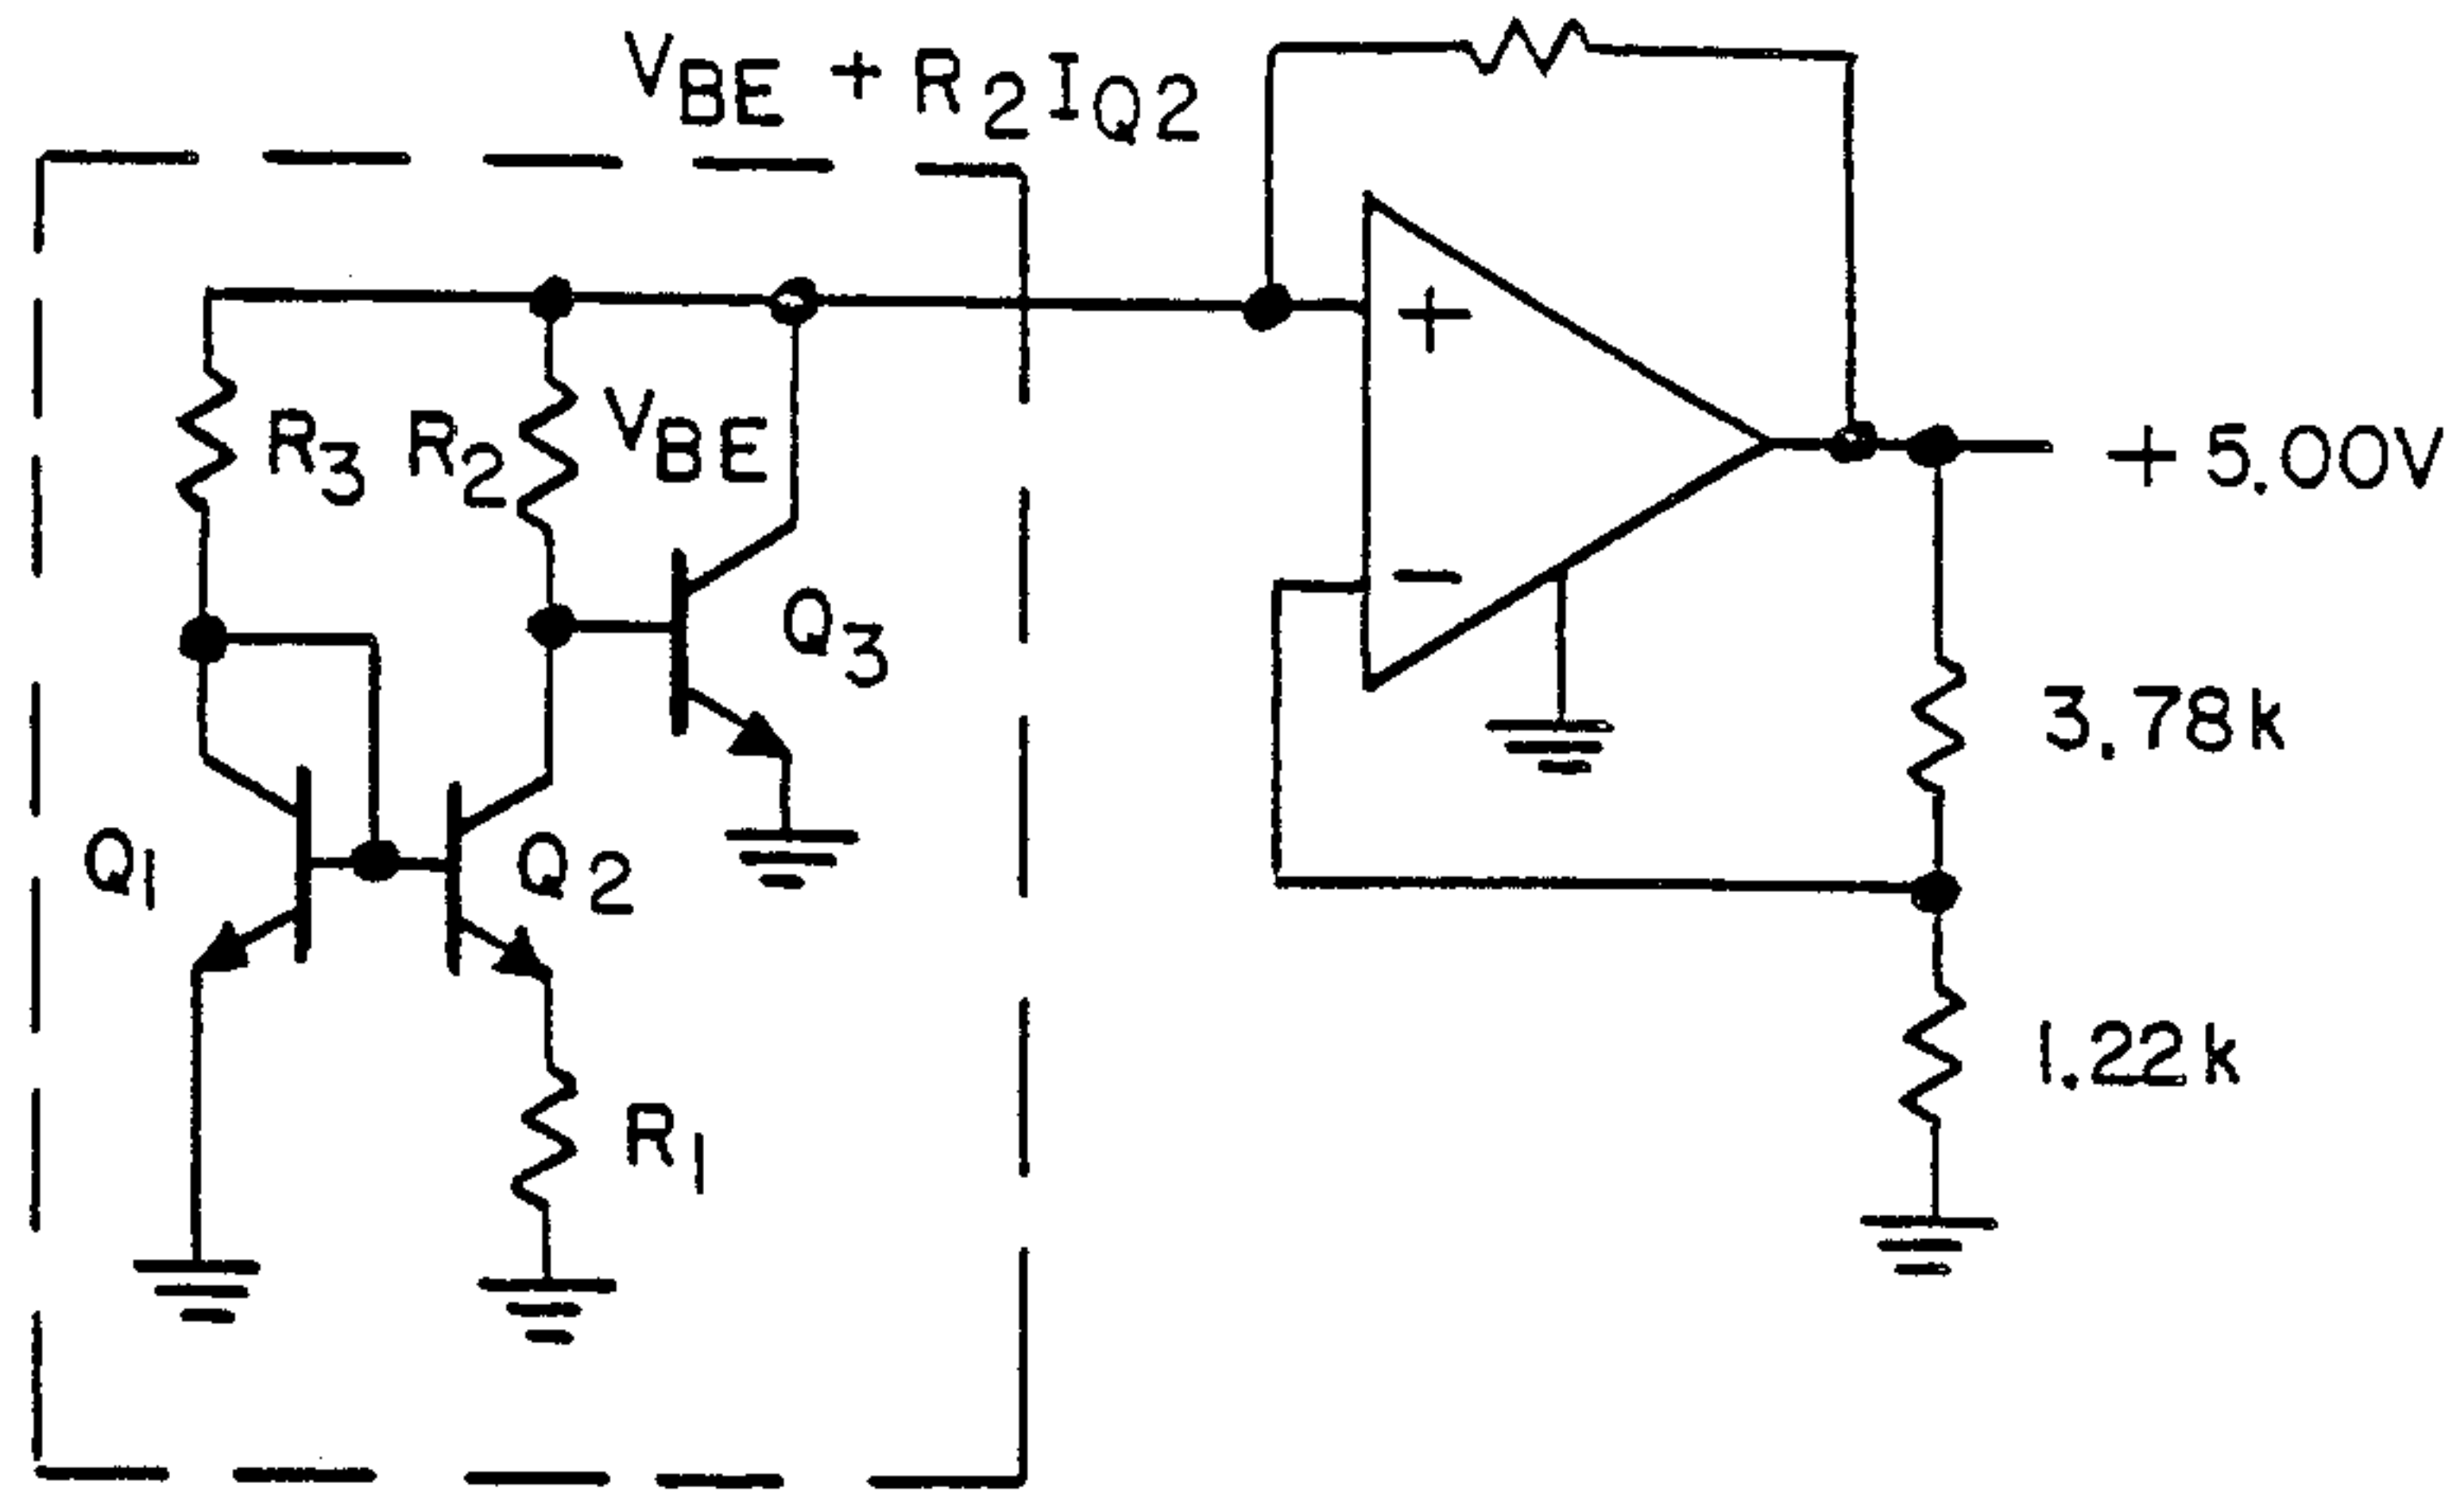 VBE + R2IQ2
+
+5.00V
R3
R2
VBE
Q3
−
3.78k
Q1
Q2
1.22k
R1